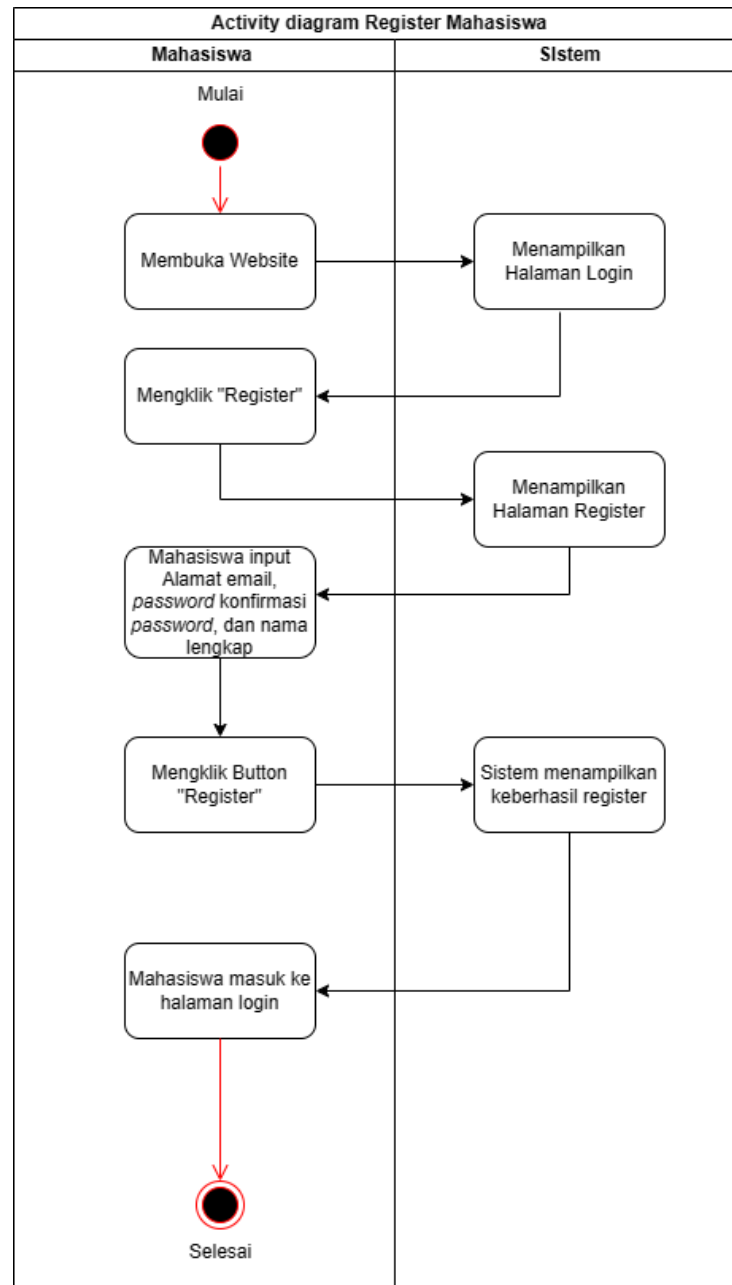 Activity diagram Register Mahasiswa
Mahasiswa
SIstem
Mulai
Membuka Website
Menampilkan
Halaman Login
Mengklik "Register"
Menampilkan
Halaman Register
Mahasiswa input
Alamat email,
password konfirmasi
password, dan nama
lengkap
Mengklik Button
"Register"
Sistem menampilkan
keberhasil register
Mahasiswa masuk ke
halaman login
Selesai